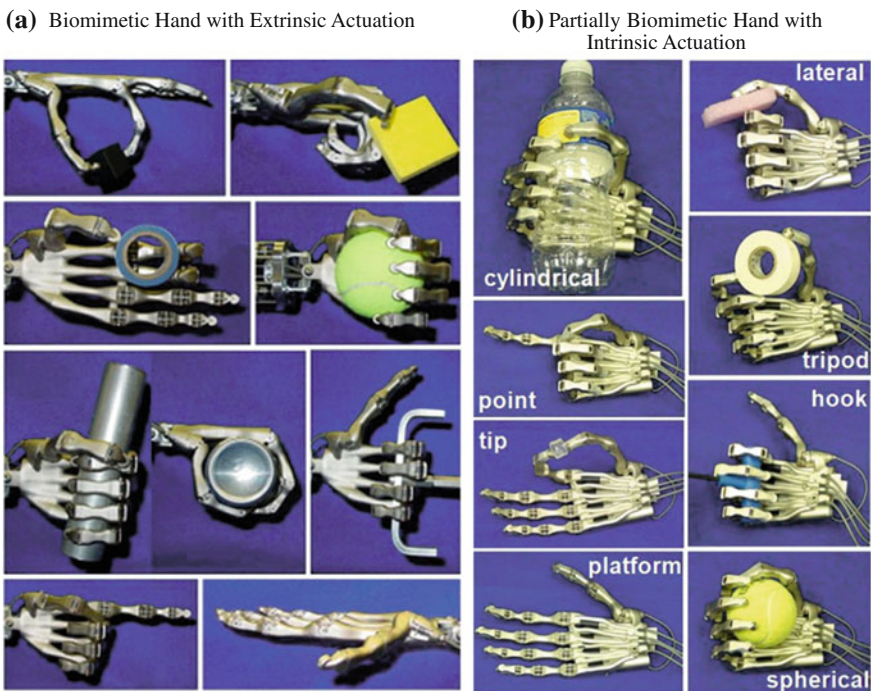 (a) Biomimetic Hand with Extrinsic Actuation
(b) Partially Biomimetic Hand with
Intrinsic Actuation
cylindrical
lateral
point
tripod
tip
hook
platform
spherical